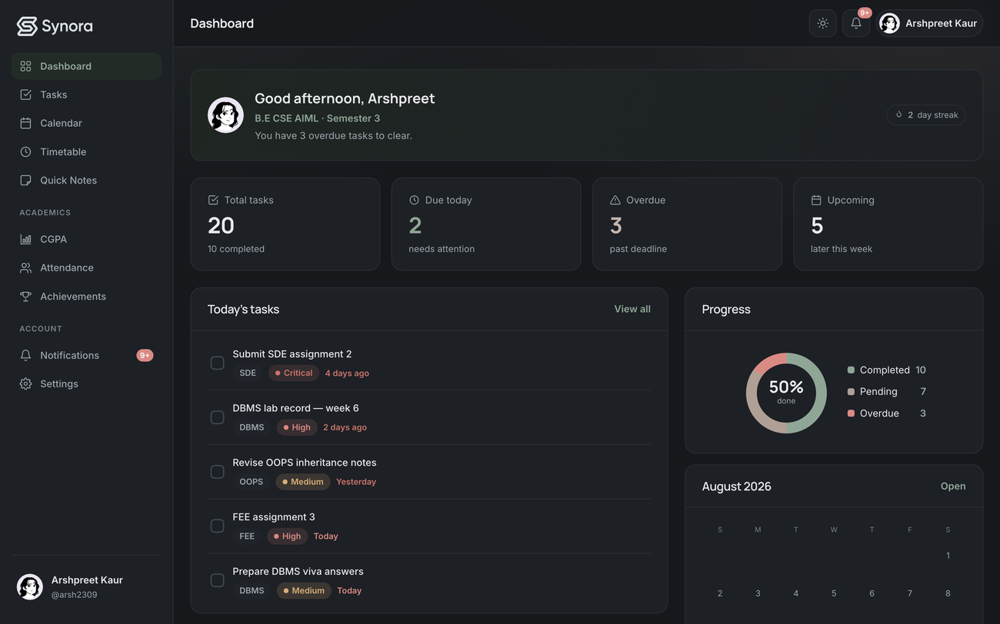 Synora
Dashboard
Tasks
Calendar
Timetable
Quick Notes
ACADEMICS
CGPA
Attendance
Achievements
ACCOUNT
Notifications 9+
Settings
Arshpreet Kaur
@arsh2309
Dashboard
9+
Arshpreet Kaur
Good afternoon, Arshpreet
B.E CSE AIML · Semester 3
You have 3 overdue tasks to clear.
2 day streak
Total tasks
20
10 completed
Due today
2
needs attention
Overdue
3
past deadline
Upcoming
5
later this week
Today's tasks View all
Submit SDE assignment 2
SDE Critical 4 days ago
DBMS lab record — week 6
DBMS High 2 days ago
Revise OOPS inheritance notes
OOPS Medium Yesterday
FEE assignment 3
FEE High Today
Prepare DBMS viva answers
DBMS Medium Today
Progress
50%
done
Completed 10
Pending 7
Overdue 3
August 2026 Open
S M T W T F S
1
2 3 4 5 6 7 8